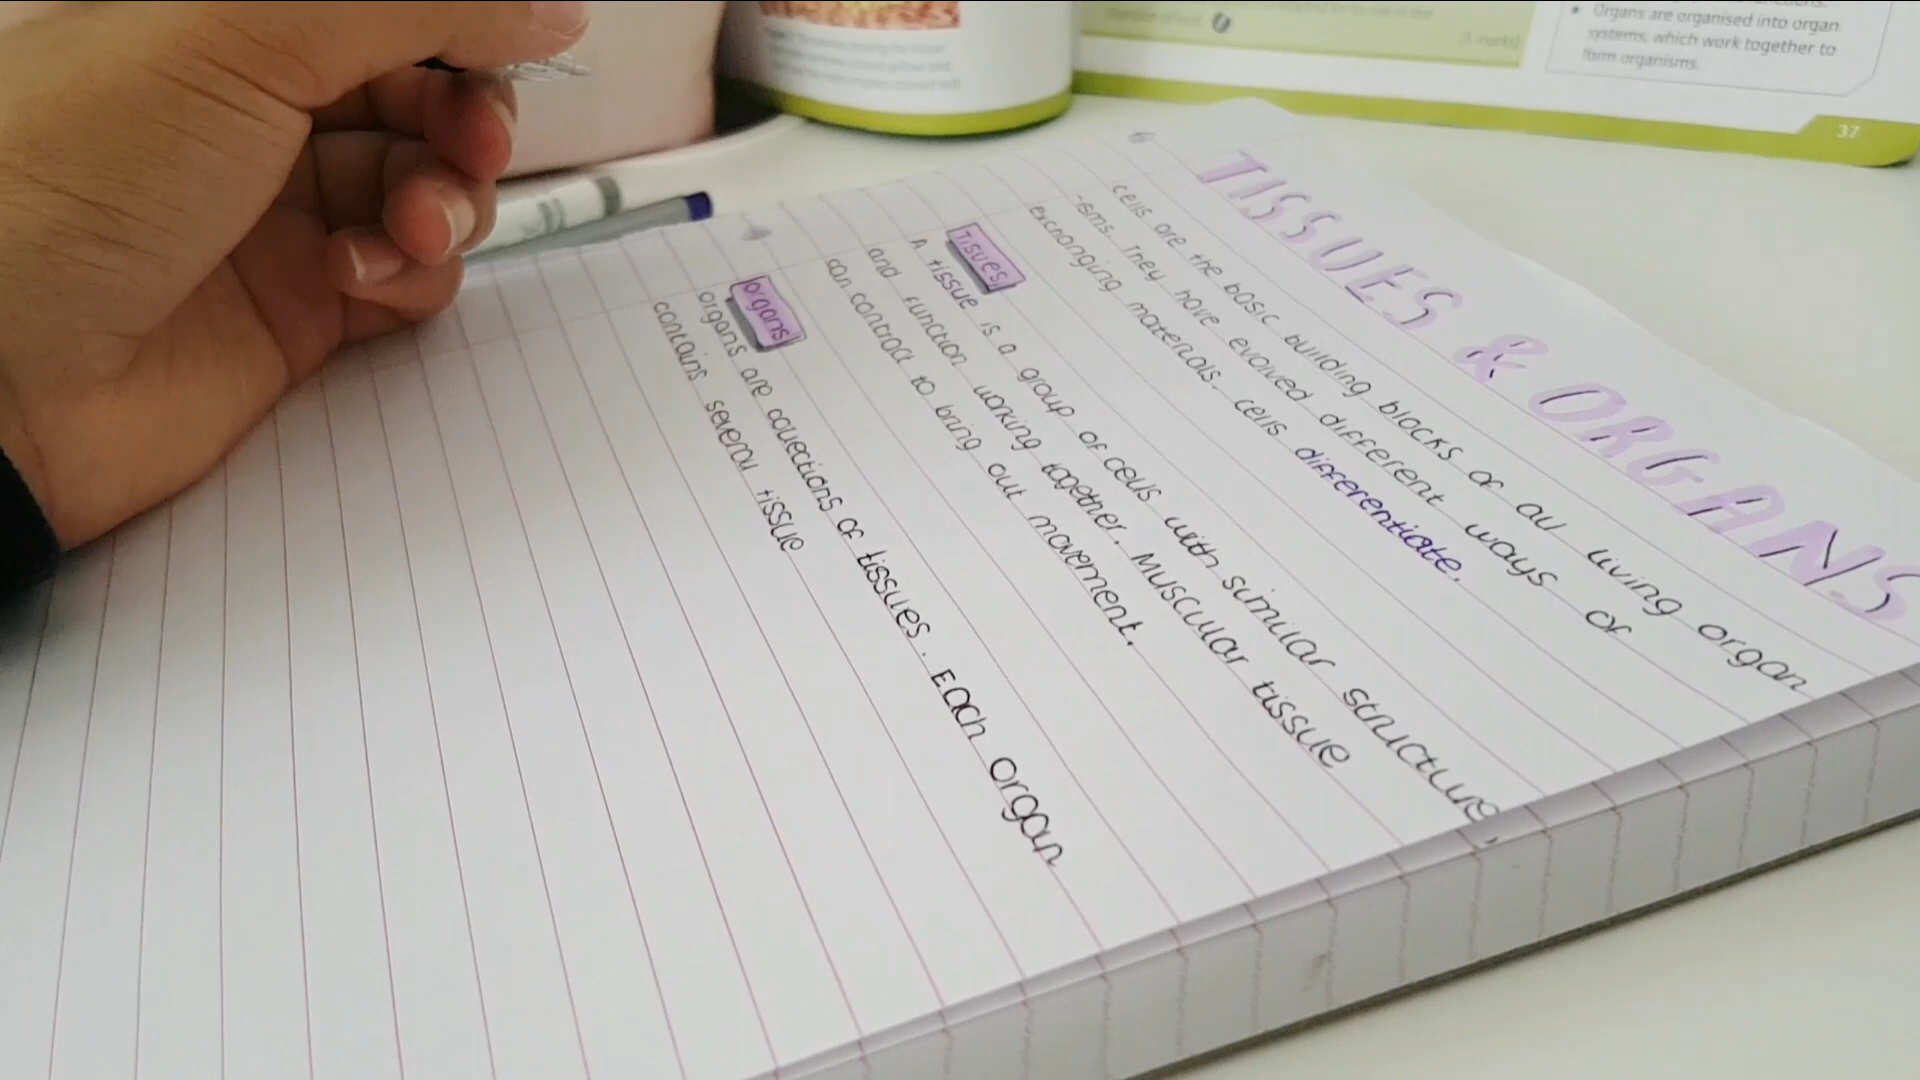 TISSUES & ORGANS
cells are the basic building blocks of all living organ
-isms. They have evolved different ways of
exchanging materials. cells differentiate.
Tissues
A tissue is a group of cells with similar structure,
and function working together. Muscular tissue
can contract to bring out movement.
organs
organs are collections of tissues. Each organ
contains several tissue
Organs are organised into organ
systems, which work together to
form organisms.
37